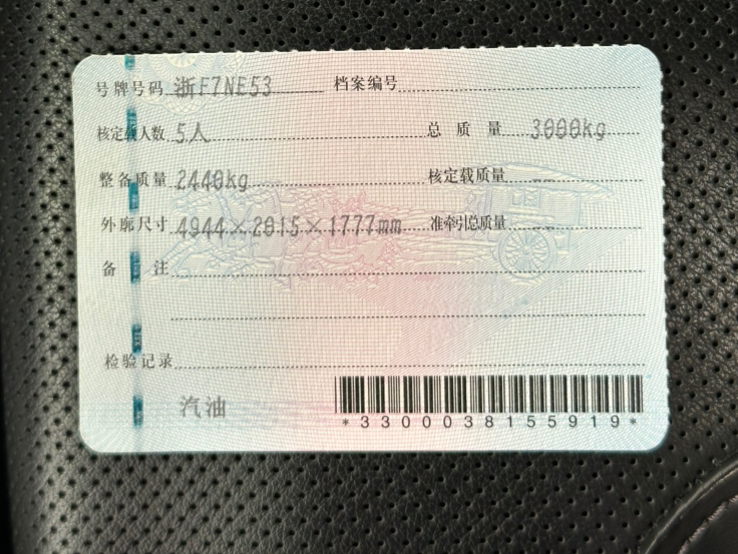 号牌号码 浙F7NE53 档案编号
核定载人数 5人 总质量 3000kg
整备质量 2440kg 核定载质量 --
外廓尺寸 4944×2015×1777mm 准牵引总质量 --
备注
检验记录
汽油
*3300038155919*